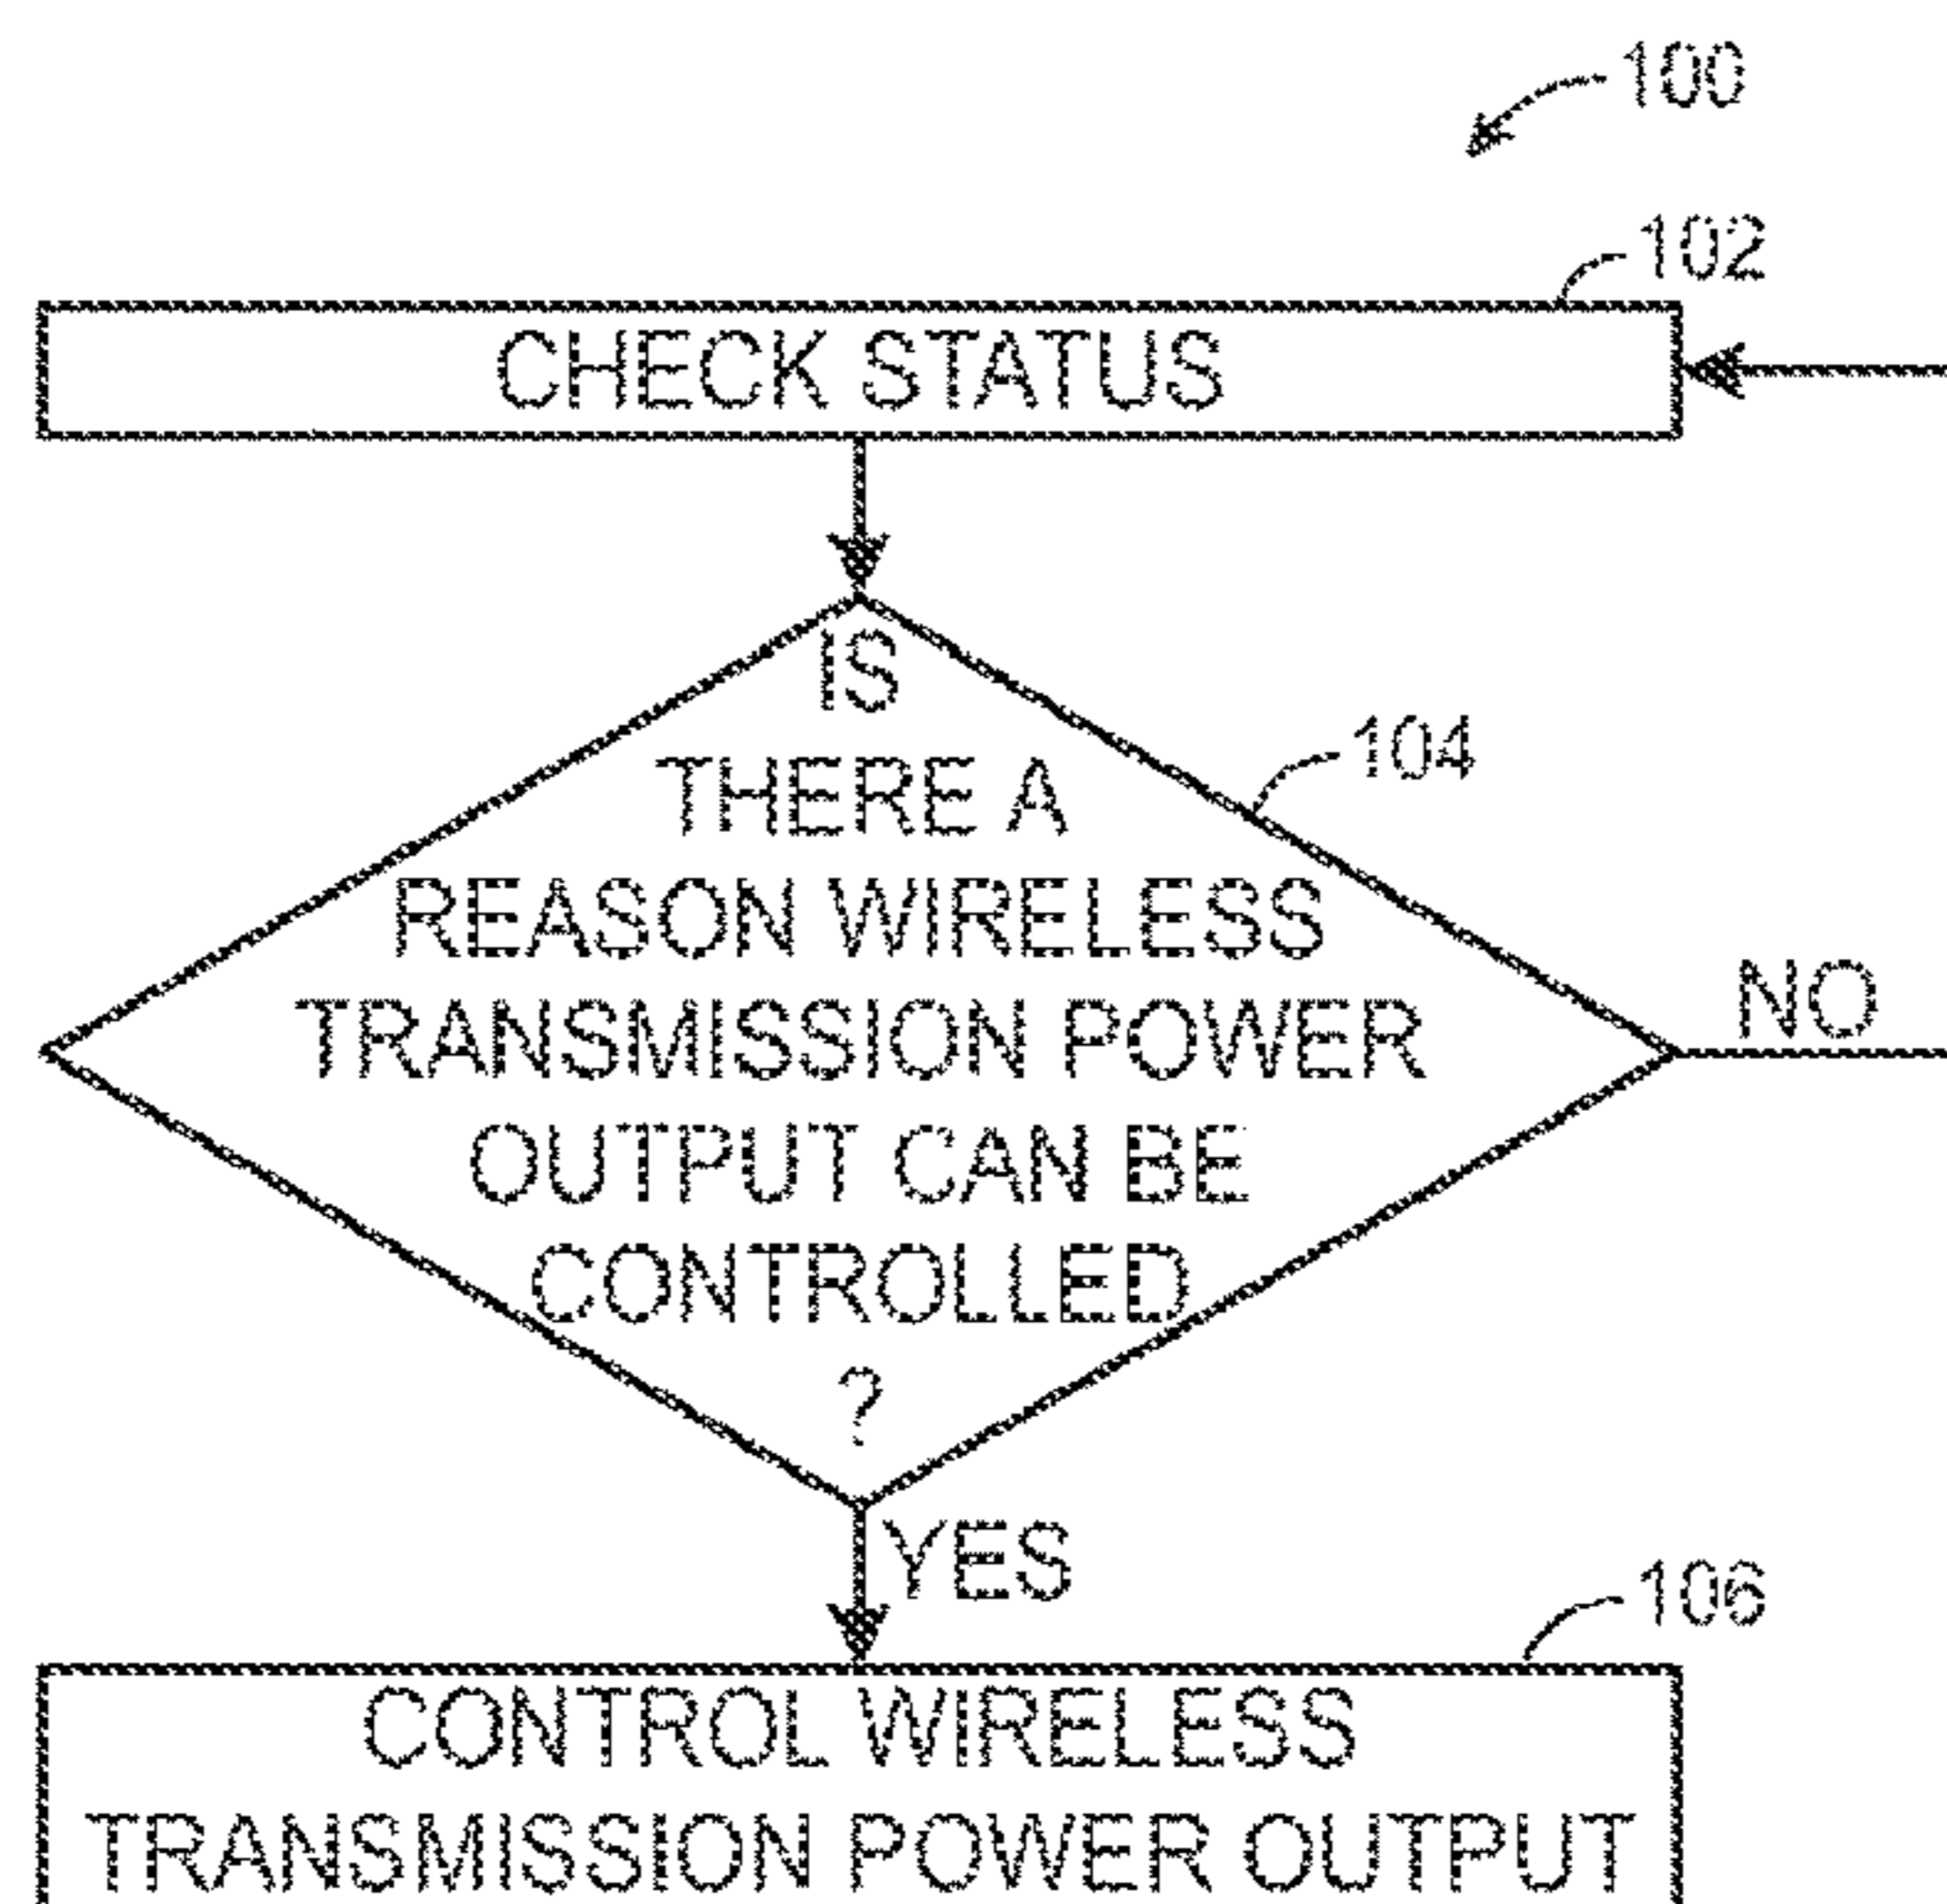 100
102
CHECK STATUS
IS
THERE A
104
REASON WIRELESS
TRANSMISSION POWER
NO
OUTPUT CAN BE
CONTROLLED
?
YES
106
CONTROL WIRELESS
TRANSMISSION POWER OUTPUT